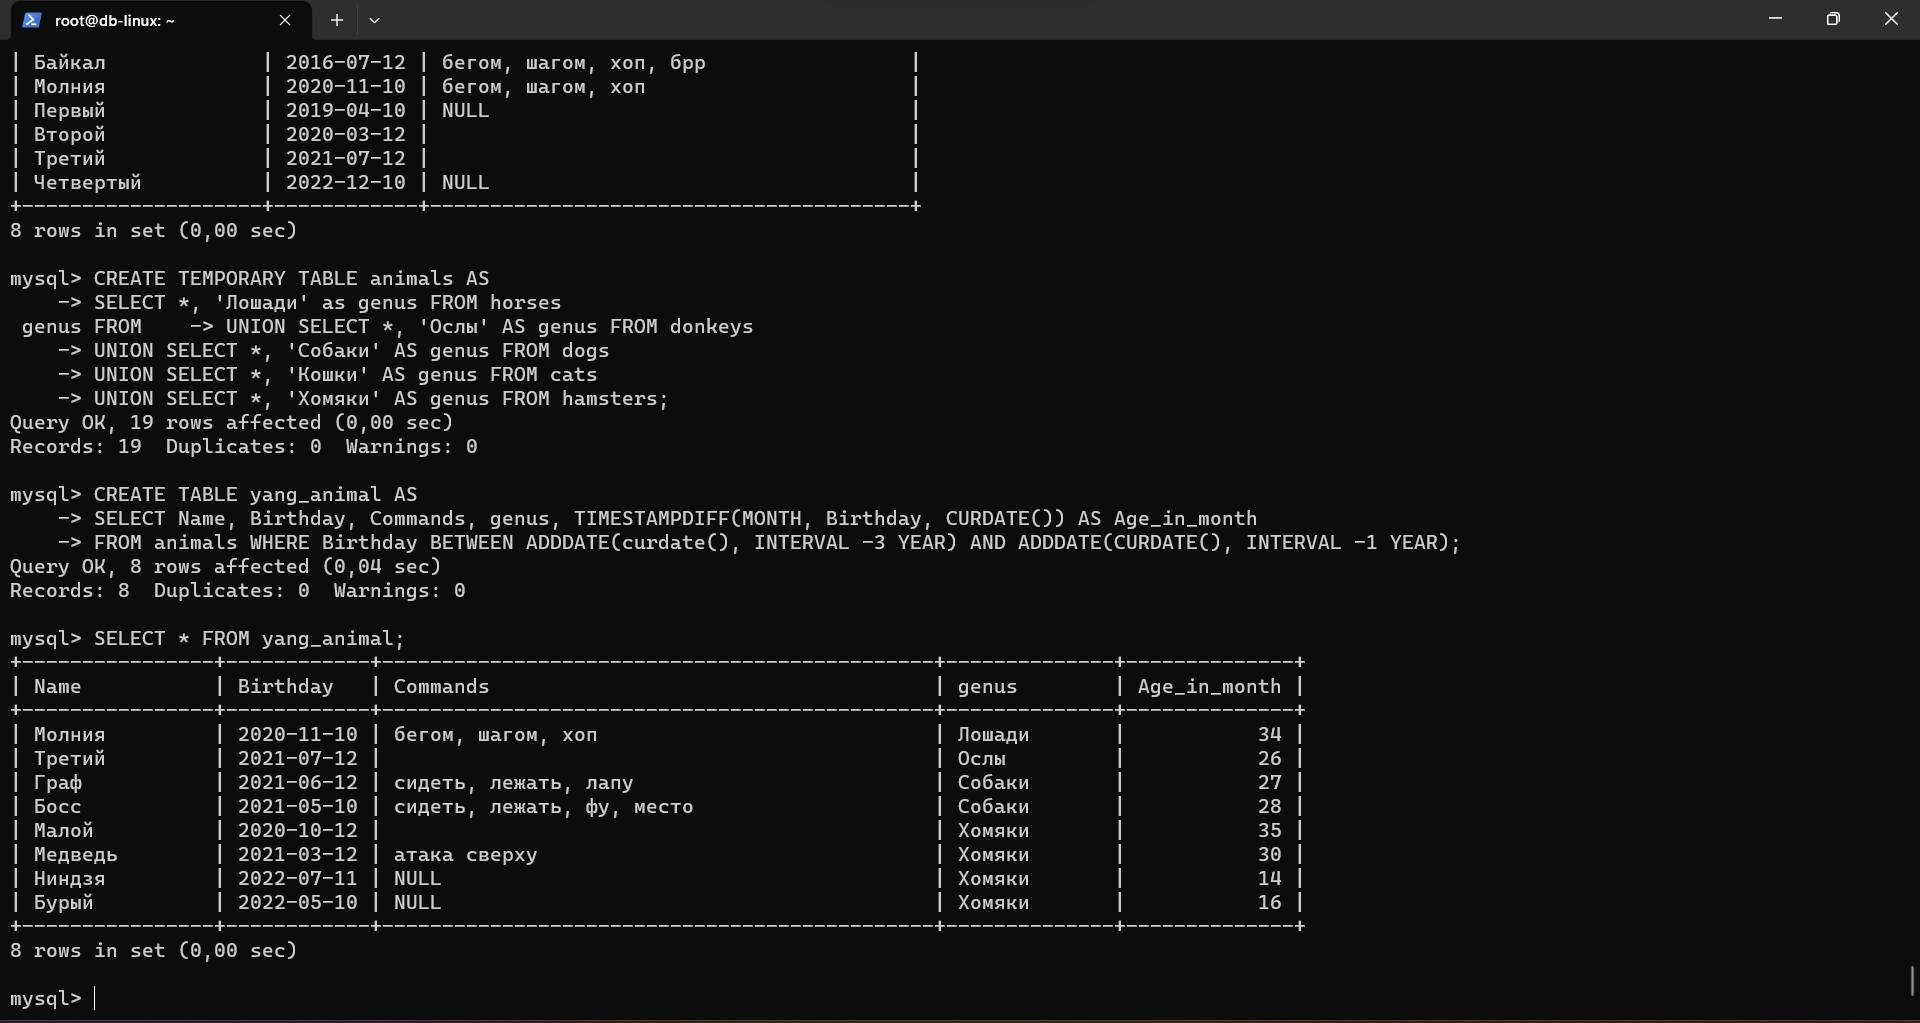 root@db-linux: ~
| Байкал             | 2016-07-12 | бегом, шагом, хоп, брр                 |
| Молния             | 2020-11-10 | бегом, шагом, хоп                      |
| Первый             | 2019-04-10 | NULL                                   |
| Второй             | 2020-03-12 |                                        |
| Третий             | 2021-07-12 |                                        |
| Четвертый          | 2022-12-10 | NULL                                   |
+--------------------+------------+----------------------------------------+
8 rows in set (0,00 sec)
mysql> CREATE TEMPORARY TABLE animals AS
    -> SELECT *, 'Лошади' as genus FROM horses
 genus FROM    -> UNION SELECT *, 'Ослы' AS genus FROM donkeys
    -> UNION SELECT *, 'Собаки' AS genus FROM dogs
    -> UNION SELECT *, 'Кошки' AS genus FROM cats
    -> UNION SELECT *, 'Хомяки' AS genus FROM hamsters;
Query OK, 19 rows affected (0,00 sec)
Records: 19  Duplicates: 0  Warnings: 0
mysql> CREATE TABLE yang_animal AS
    -> SELECT Name, Birthday, Commands, genus, TIMESTAMPDIFF(MONTH, Birthday, CURDATE()) AS Age_in_month
    -> FROM animals WHERE Birthday BETWEEN ADDDATE(curdate(), INTERVAL -3 YEAR) AND ADDDATE(CURDATE(), INTERVAL -1 YEAR);
Query OK, 8 rows affected (0,04 sec)
Records: 8  Duplicates: 0  Warnings: 0
mysql> SELECT * FROM yang_animal;
+----------------+------------+----------------------------------------------+--------------+--------------+
| Name           | Birthday   | Commands                                     | genus        | Age_in_month |
+----------------+------------+----------------------------------------------+--------------+--------------+
| Молния         | 2020-11-10 | бегом, шагом, хоп                            | Лошади       |           34 |
| Третий         | 2021-07-12 |                                              | Ослы         |           26 |
| Граф           | 2021-06-12 | сидеть, лежать, лапу                         | Собаки       |           27 |
| Босс           | 2021-05-10 | сидеть, лежать, фу, место                    | Собаки       |           28 |
| Малой          | 2020-10-12 |                                              | Хомяки       |           35 |
| Медведь        | 2021-03-12 | атака сверху                                 | Хомяки       |           30 |
| Ниндзя         | 2022-07-11 | NULL                                         | Хомяки       |           14 |
| Бурый          | 2022-05-10 | NULL                                         | Хомяки       |           16 |
+----------------+------------+----------------------------------------------+--------------+--------------+
8 rows in set (0,00 sec)
mysql>